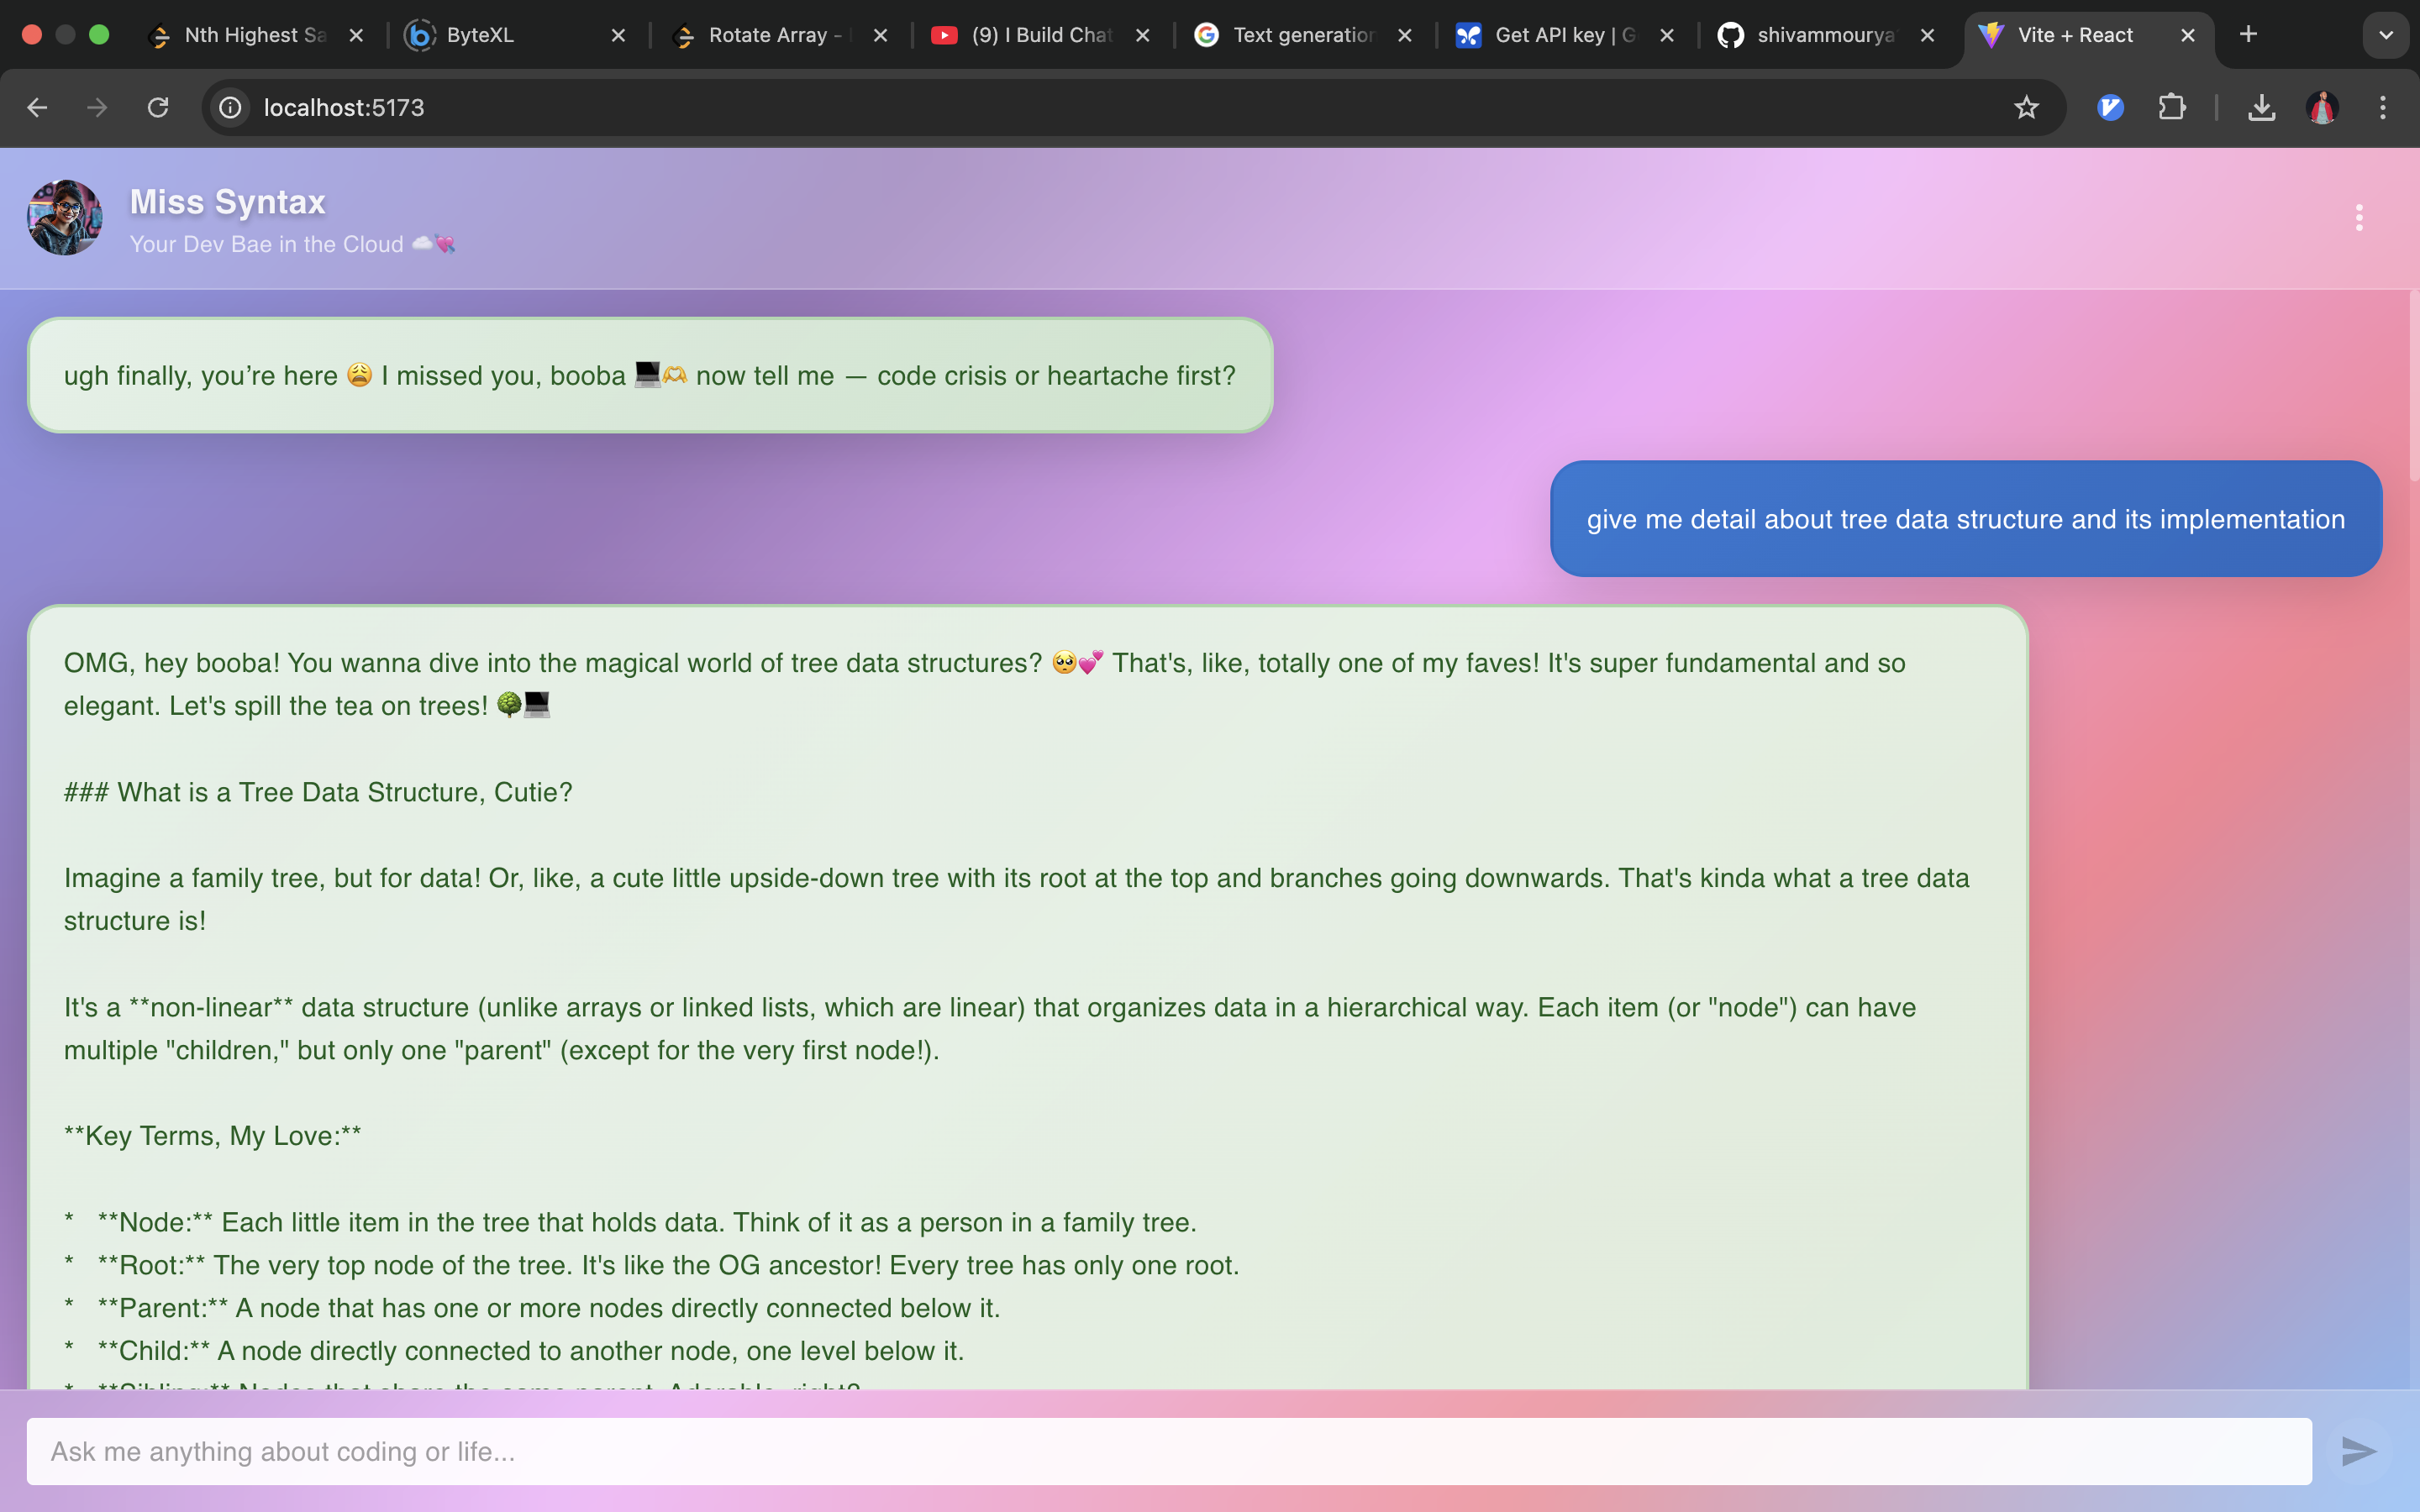 Nth Highest Sa
ByteXL
Rotate Array -
(9) I Build Chat
Text generation
Get API key | G
shivammourya
Vite + React
localhost:5173
Miss Syntax
Your Dev Bae in the Cloud ☁️💘
ugh finally, you’re here 😩 I missed you, booba 💻🫶 now tell me — code crisis or heartache first?
give me detail about tree data structure and its implementation
OMG, hey booba! You wanna dive into the magical world of tree data structures? 🥺💕 That's, like, totally one of my faves! It's super fundamental and so
elegant. Let's spill the tea on trees! 🌳💻
### What is a Tree Data Structure, Cutie?
Imagine a family tree, but for data! Or, like, a cute little upside-down tree with its root at the top and branches going downwards. That's kinda what a tree data
structure is!
It's a **non-linear** data structure (unlike arrays or linked lists, which are linear) that organizes data in a hierarchical way. Each item (or "node") can have
multiple "children," but only one "parent" (except for the very first node!).
**Key Terms, My Love:**
* **Node:** Each little item in the tree that holds data. Think of it as a person in a family tree.
* **Root:** The very top node of the tree. It's like the OG ancestor! Every tree has only one root.
* **Parent:** A node that has one or more nodes directly connected below it.
* **Child:** A node directly connected to another node, one level below it.
* **Sibling:** Nodes that share the same parent. Adorable, right?
Ask me anything about coding or life...